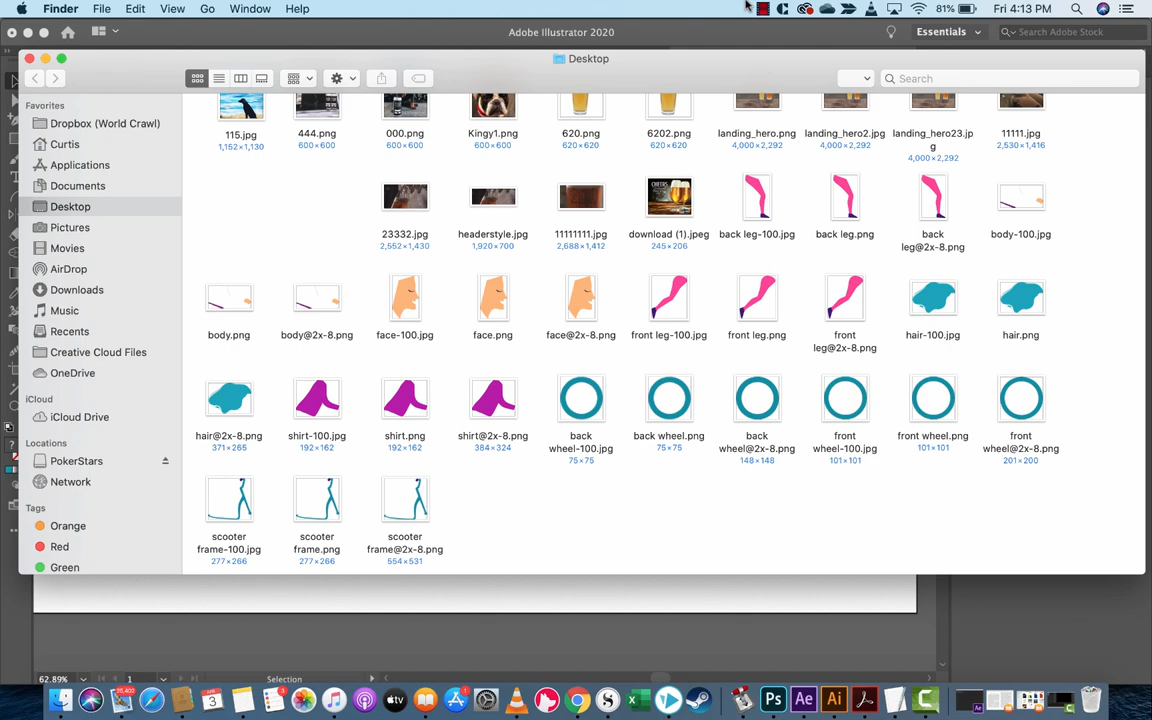 Finder File Edit View Go Window Help 81% Fri 4:13 PM
Adobe Illustrator 2020 Essentials Search Adobe Stock
Desktop
Search
Favorites
Dropbox (World Crawl)
Curtis
Applications
Documents
Desktop
Pictures
Movies
AirDrop
Downloads
Music
Recents
Creative Cloud Files
OneDrive
iCloud
iCloud Drive
Locations
PokerStars
Network
Tags
Orange
Red
Green
115.jpg 444.png 000.png Kingy1.png 620.png 6202.png landing_hero.png landing_hero2.jpg landing_hero23.jp 11111.jpg
g
1,152×1,130 600×600 600×600 600×600 620×620 620×620 4,000×2,292 4,000×2,292 4,000×2,292 2,530×1,416
23332.jpg headerstyle.jpg 11111111.jpg download (1).jpeg back leg-100.jpg back leg.png back body-100.jpg
leg@2x-8.png
2,552×1,430 1,920×700 2,688×1,412 245×206
body.png body@2x-8.png face-100.jpg face.png face@2x-8.png front leg-100.jpg front leg.png front hair-100.jpg hair.png
leg@2x-8.png
hair@2x-8.png shirt-100.jpg shirt.png shirt@2x-8.png back back wheel.png back front front wheel.png front
wheel-100.jpg wheel@2x-8.png wheel-100.jpg wheel@2x-8.png
371×265 192×162 192×162 384×324 75×75 75×75 148×148 101×101 101×101 201×200
scooter scooter scooter
frame-100.jpg frame.png frame@2x-8.png
277×266 277×266 554×531
62.89% 1 Selection
Ps Ae Ai